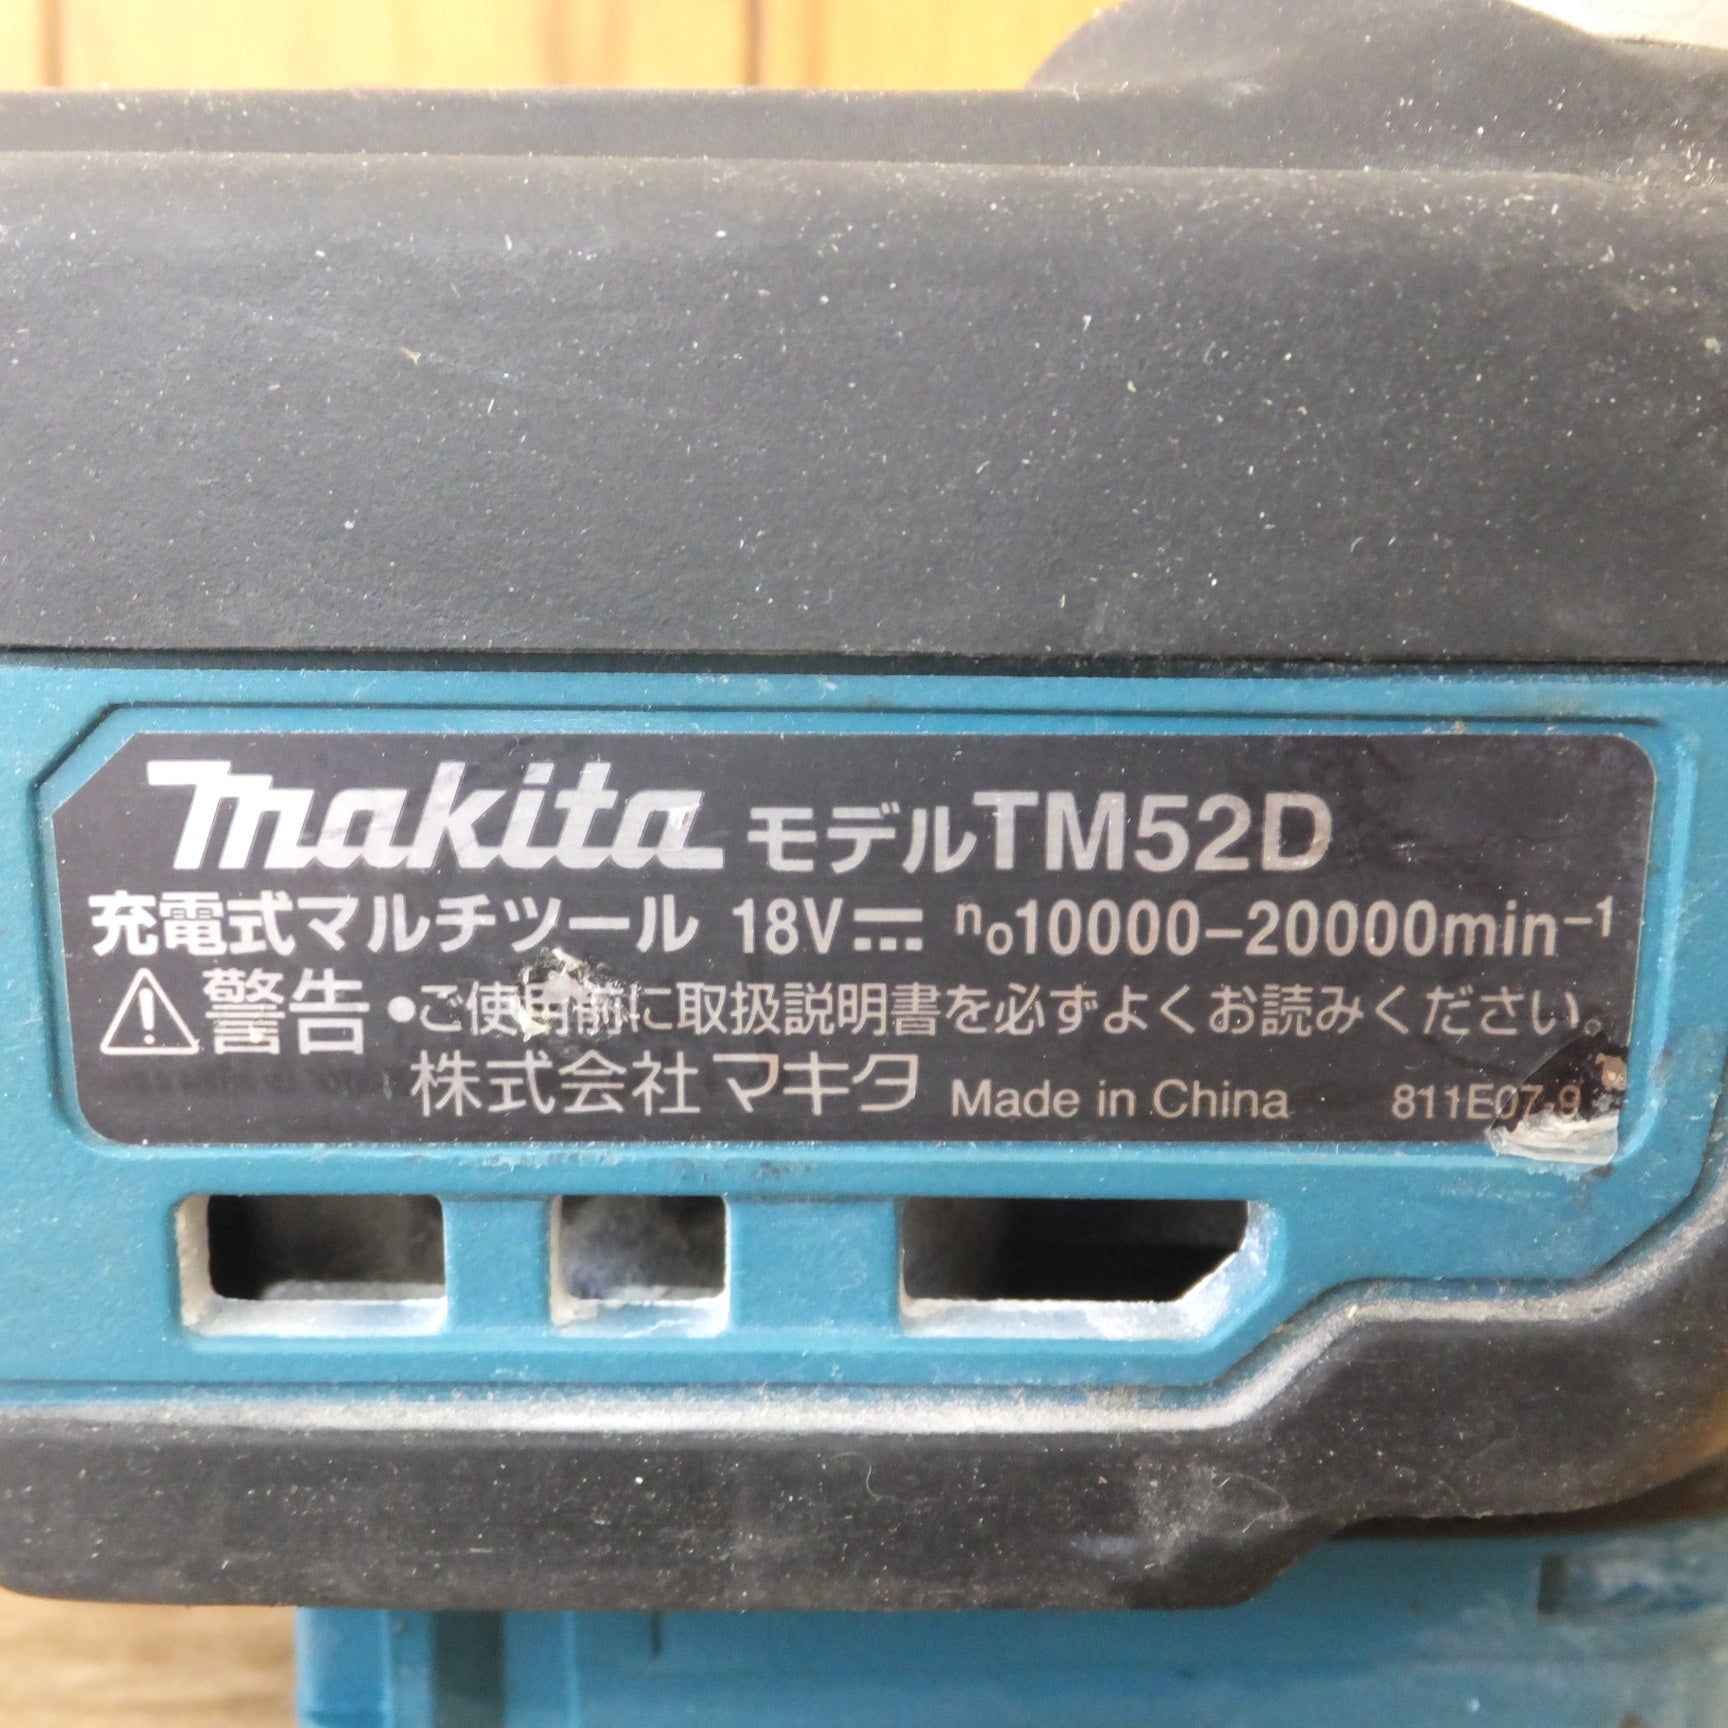 makita モデルTM52D
充電式マルチツール 18V⎓ n₀10000-20000min⁻¹
⚠警告 •ご使用前に取扱説明書を必ずよくお読みください。
株式会社マキタ Made in China 811E07-9